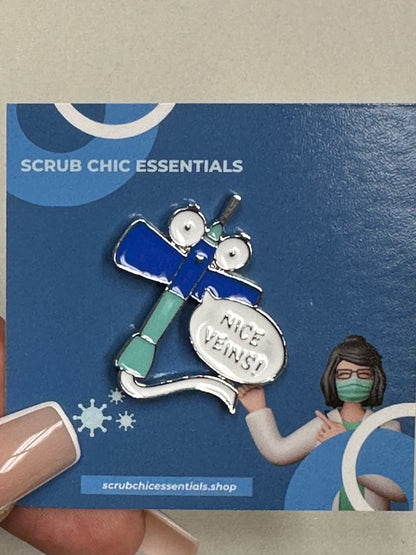 SCRUB CHIC ESSENTIALS
NICE
VEINS!
scrubchicessentials.shop